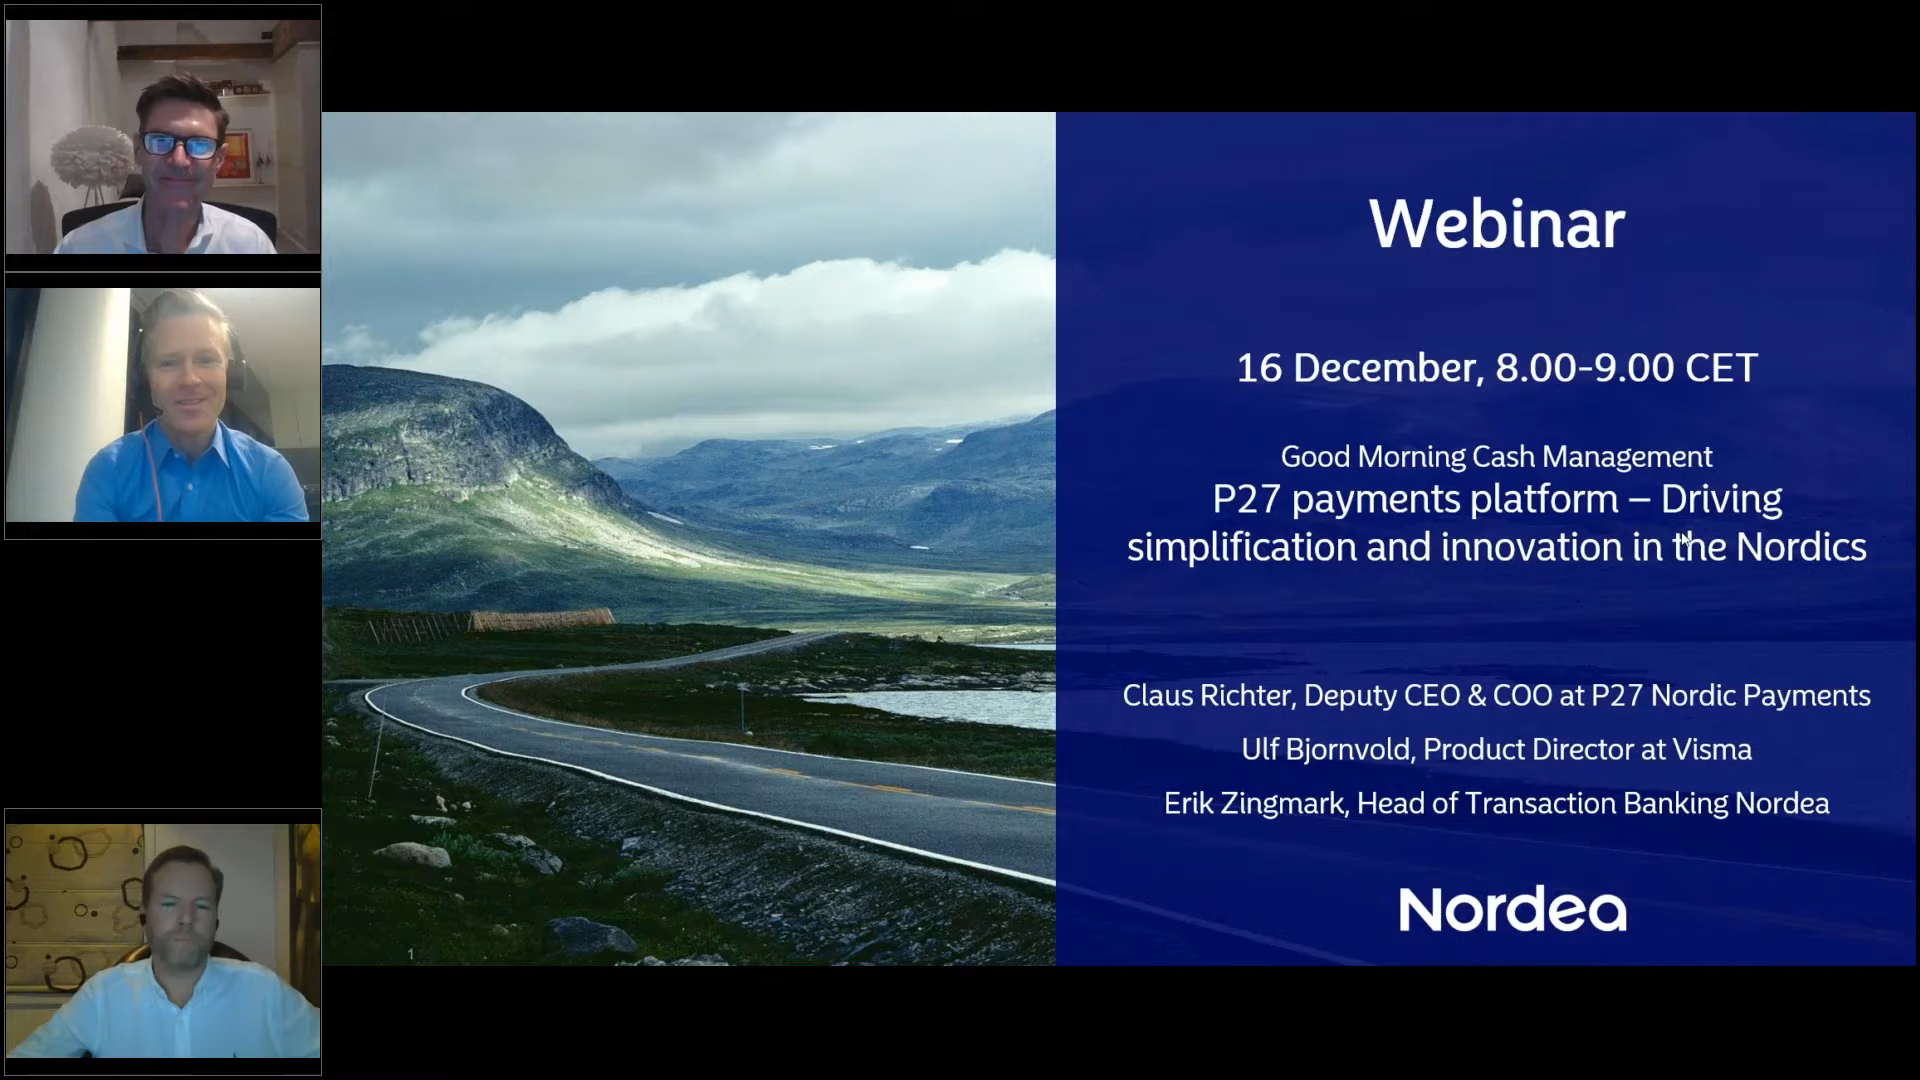 Webinar
16 December, 8.00-9.00 CET
Good Morning Cash Management
P27 payments platform – Driving
simplification and innovation in the Nordics
Claus Richter, Deputy CEO & COO at P27 Nordic Payments
Ulf Bjornvold, Product Director at Visma
Erik Zingmark, Head of Transaction Banking Nordea
Nordea
1